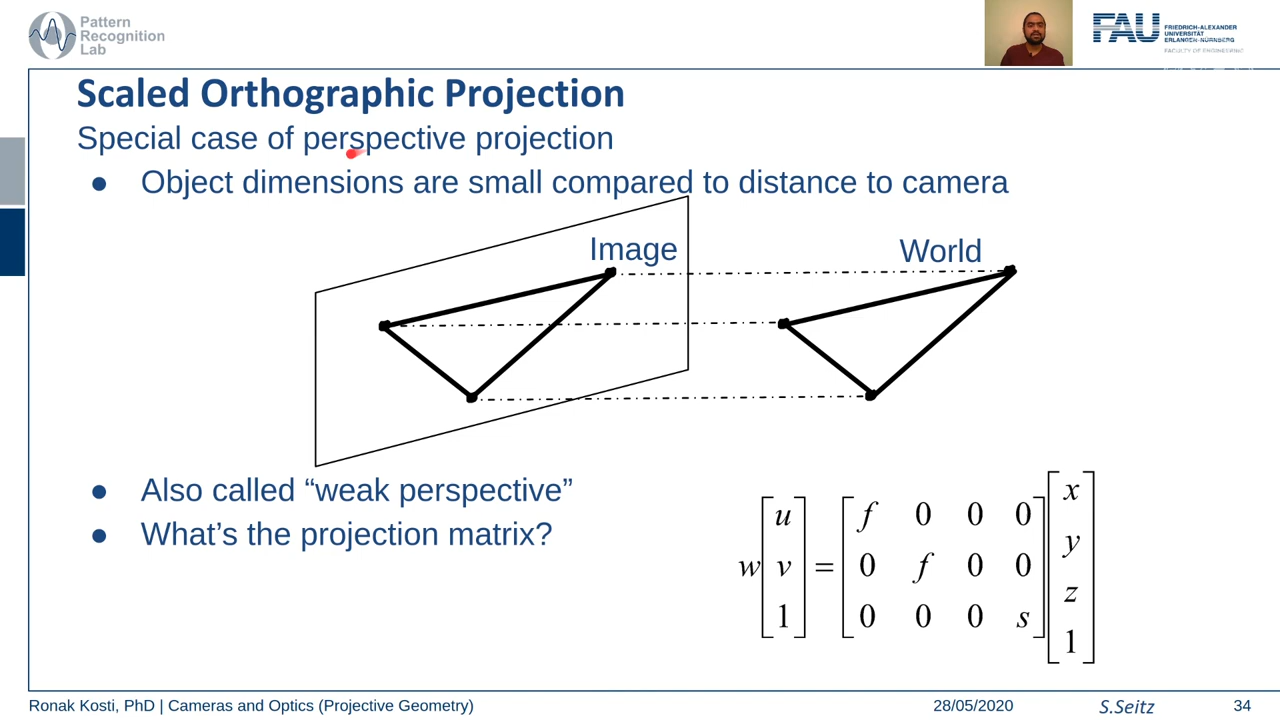 Pattern
Recognition
Lab
FAU
FRIEDRICH-ALEXANDER
UNIVERSITÄT
ERLANGEN-NÜRNBERG
FACULTY OF ENGINEERING
Scaled Orthographic Projection
Special case of perspective projection
● Object dimensions are small compared to distance to camera
Image
World
● Also called “weak perspective”
● What’s the projection matrix?
w [u v 1] = [f 0 0 0; 0 f 0 0; 0 0 0 s] [x y z 1]
Ronak Kosti, PhD | Cameras and Optics (Projective Geometry)
28/05/2020
S.Seitz
34